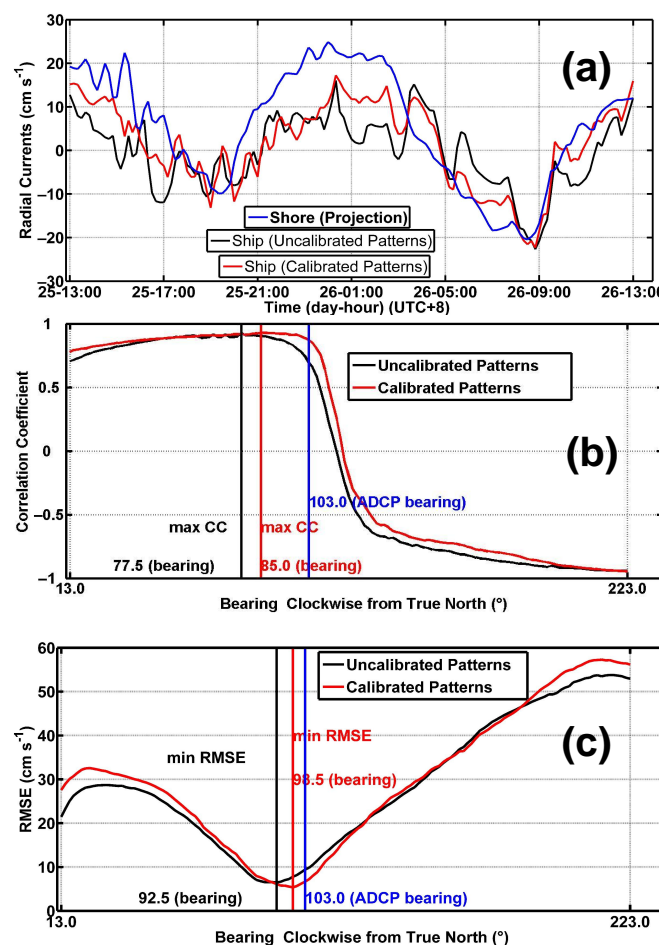 30
20
10
0
−10
−20
−30
Radial Currents (cm s⁻¹)
(a)
Shore (Projection)
Ship (Uncalibrated Patterns)
Ship (Calibrated Patterns)
25-13:00 25-17:00 25-21:00 26-01:00 26-05:00 26-09:00 26-13:00
Time (day-hour) (UTC+8)
1
0.5
0
−0.5
−1
Correlation Coefficient
Uncalibrated Patterns
Calibrated Patterns
(b)
103.0 (ADCP bearing)
max CC max CC
77.5 (bearing) 85.0 (bearing)
13.0 223.0
Bearing Clockwise from True North (°)
60
50
40
30
20
10
0
RMSE (cm s⁻¹)
Uncalibrated Patterns
Calibrated Patterns
(c)
min RMSE
min RMSE
98.5 (bearing)
92.5 (bearing) 103.0 (ADCP bearing)
13.0 223.0
Bearing Clockwise from True North (°)